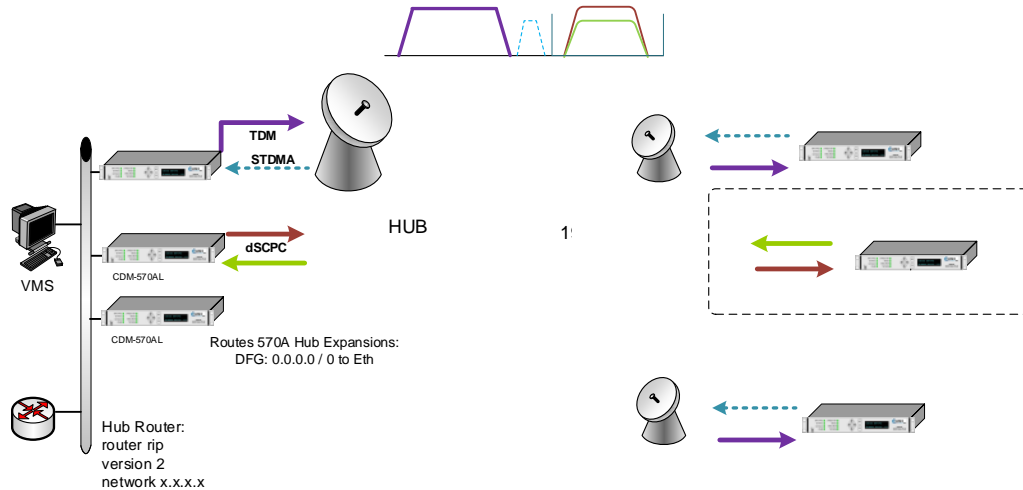 TDM
STDMA
HUB
dSCPC
VMS
CDM-570AL
CDM-570AL
Routes 570A Hub Expansions:
DFG: 0.0.0.0 / 0 to Eth
Hub Router:
router rip
version 2
network x.x.x.x